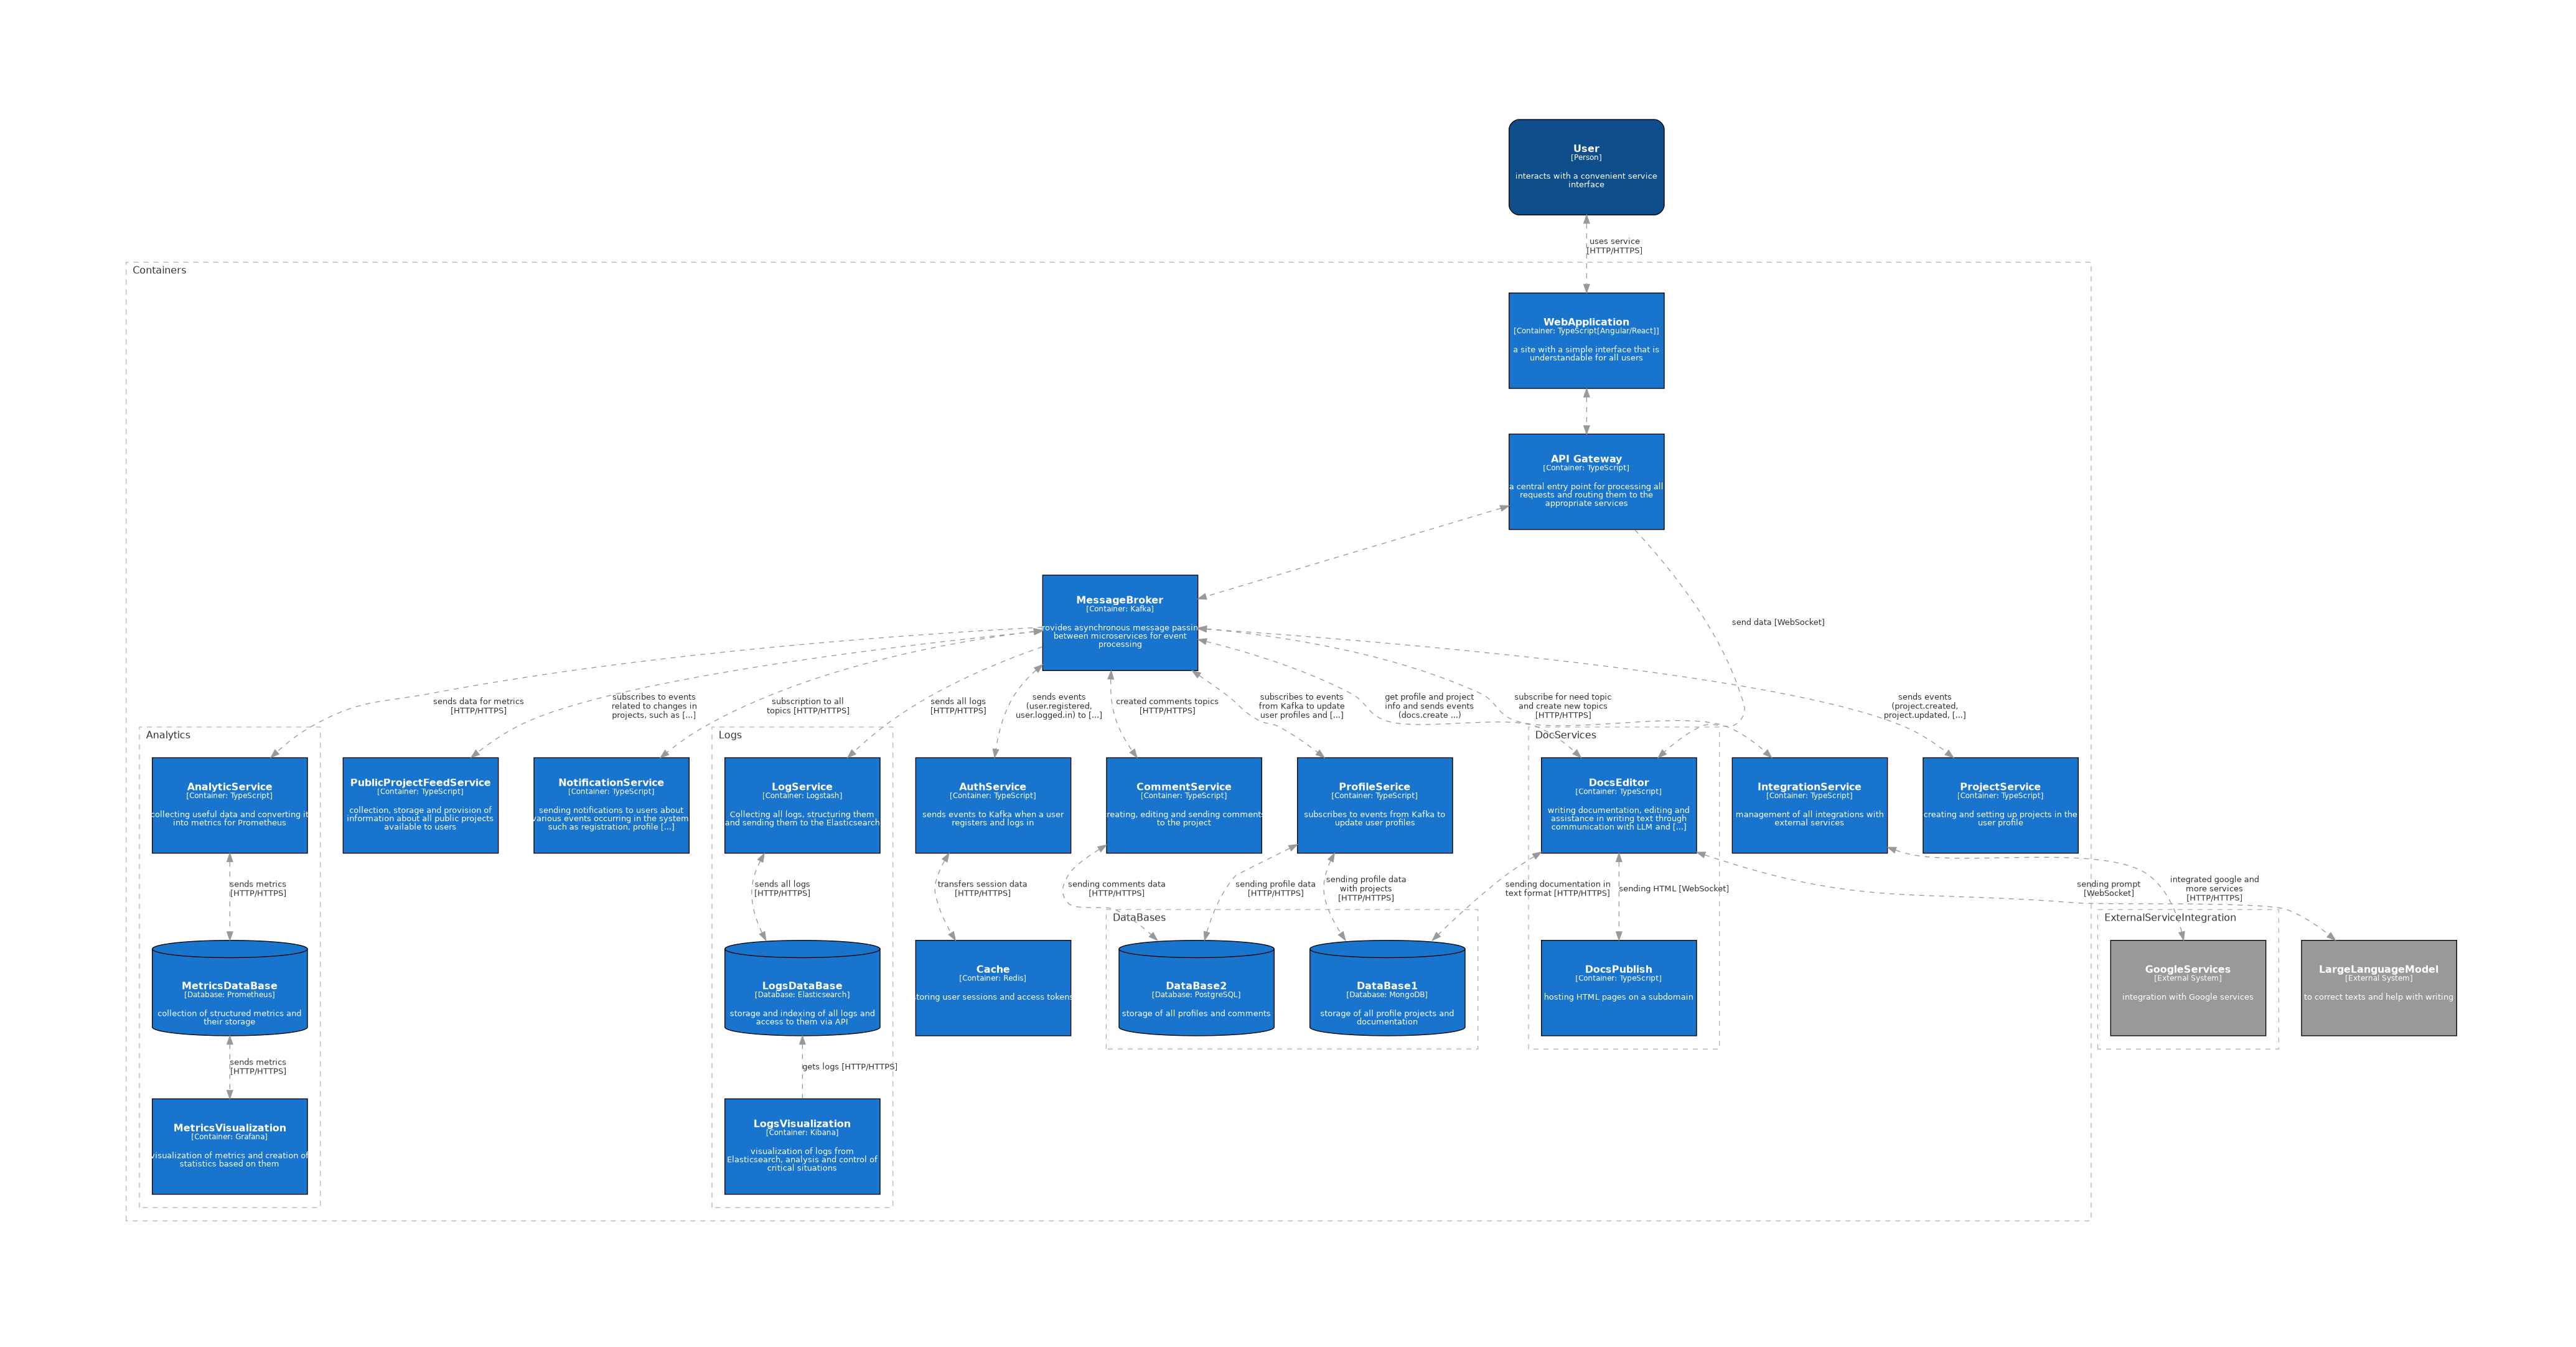 User
[Person]
interacts with a convenient service
interface
uses service
[HTTP/HTTPS]
Containers
WebApplication
[Container: TypeScript[Angular/React]]
a site with a simple interface that is
understandable for all users
API Gateway
[Container: TypeScript]
a central entry point for processing all
requests and routing them to the
appropriate services
MessageBroker
[Container: Kafka]
rovides asynchronous message passin
between microservices for event
processing
send data [WebSocket]
sends data for metrics
[HTTP/HTTPS]
subscribes to events
related to changes in
projects, such as [...]
subscription to all
topics [HTTP/HTTPS]
sends all logs
[HTTP/HTTPS]
sends events
(user.registered,
user.logged.in) to [...]
created comments topics
[HTTP/HTTPS]
subscribes to events
from Kafka to update
user profiles and [...]
get profile and project
info and sends events
(docs.create ...)
subscribe for need topic
and create new topics
[HTTP/HTTPS]
sends events
(project.created,
project.updated, [...]
Analytics
Logs
DocServices
AnalyticService
[Container: TypeScript]
collecting useful data and converting it
into metrics for Prometheus
PublicProjectFeedService
[Container: TypeScript]
collection, storage and provision of
information about all public projects
available to users
NotificationService
[Container: TypeScript]
sending notifications to users about
various events occurring in the system,
such as registration, profile [...]
LogService
[Container: Logstash]
Collecting all logs, structuring them
and sending them to the Elasticsearch
AuthService
[Container: TypeScript]
sends events to Kafka when a user
registers and logs in
CommentService
[Container: TypeScript]
reating, editing and sending comments
to the project
ProfileSerice
[Container: TypeScript]
subscribes to events from Kafka to
update user profiles
DocsEditor
[Container: TypeScript]
writing documentation, editing and
assistance in writing text through
communication with LLM and [...]
IntegrationService
[Container: TypeScript]
management of all integrations with
external services
ProjectService
[Container: TypeScript]
creating and setting up projects in the
user profile
sends metrics
[HTTP/HTTPS]
sends all logs
[HTTP/HTTPS]
transfers session data
[HTTP/HTTPS]
sending comments data
[HTTP/HTTPS]
sending profile data
[HTTP/HTTPS]
sending profile data
with projects
[HTTP/HTTPS]
sending documentation in
text format [HTTP/HTTPS]
sending HTML [WebSocket]
sending prompt
[WebSocket]
integrated google and
more services
[HTTP/HTTPS]
DataBases
ExternalServiceIntegration
MetricsDataBase
[Database: Prometheus]
collection of structured metrics and
their storage
LogsDataBase
[Database: Elasticsearch]
storage and indexing of all logs and
access to them via API
Cache
[Container: Redis]
storing user sessions and access tokens
DataBase2
[Database: PostgreSQL]
storage of all profiles and comments
DataBase1
[Database: MongoDB]
storage of all profile projects and
documentation
DocsPublish
[Container: TypeScript]
hosting HTML pages on a subdomain
GoogleServices
[External System]
integration with Google services
LargeLanguageModel
[External System]
to correct texts and help with writing
sends metrics
[HTTP/HTTPS]
gets logs [HTTP/HTTPS]
MetricsVisualization
[Container: Grafana]
visualization of metrics and creation of
statistics based on them
LogsVisualization
[Container: Kibana]
visualization of logs from
Elasticsearch, analysis and control of
critical situations